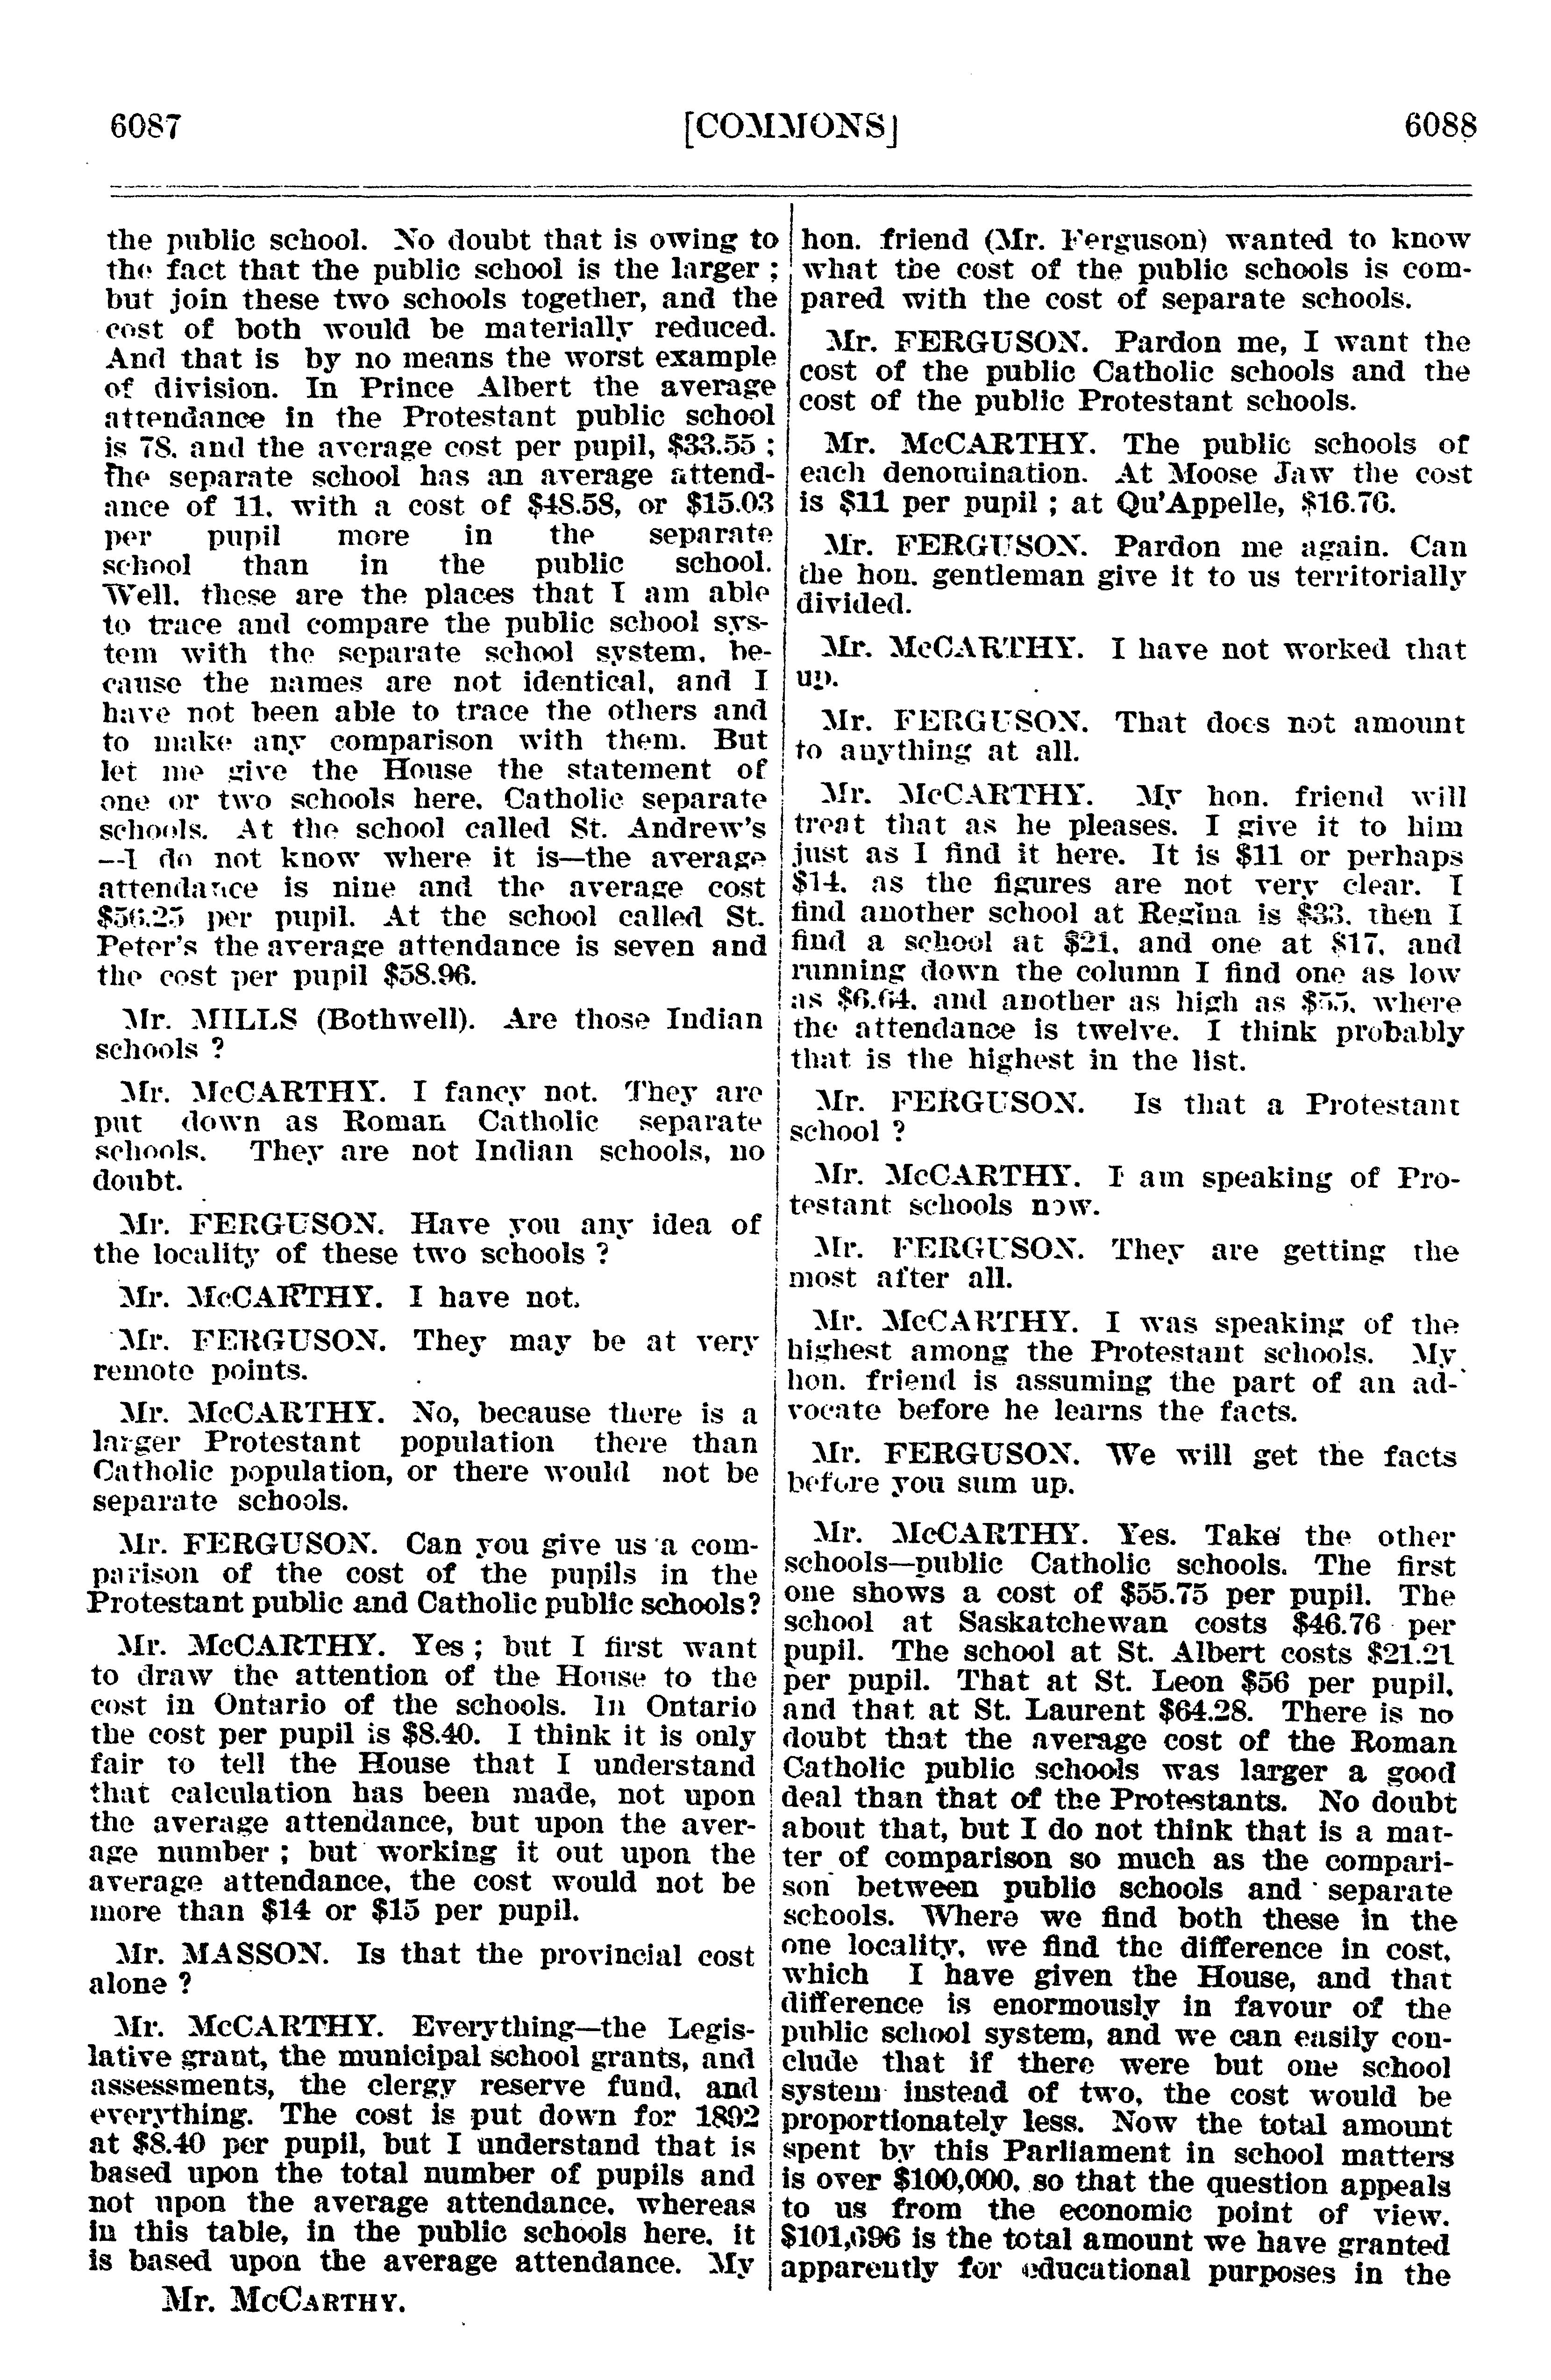 6087
[COMMONS]
6088
the public school. No doubt that is owing to
the fact that the public school is the larger ;
but join these two schools together, and the
cost of both would be materially reduced.
And that is by no means the worst example
of division. In Prince Albert the average
attendance in the Protestant public school
is 78, and the average cost per pupil, $33.55 ;
the separate school has an average attend-
ance of 11, with a cost of $48.58, or $15.03
per pupil more in the separate
school than in the public school.
Well, these are the places that I am able
to trace and compare the public school sys-
tem with the separate school system, be-
cause the names are not identical, and I
have not been able to trace the others and
to make any comparison with them. But
let me give the House the statement of
one or two schools here, Catholic separate
schools. At the school called St. Andrew's
—I do not know where it is—the average
attendance is nine and the average cost
$56.25 per pupil. At the school called St.
Peter's the average attendance is seven and
the cost per pupil $58.96.
Mr. MILLS (Bothwell). Are those Indian
schools ?
Mr. McCARTHY. I fancy not. They are
put down as Roman Catholic separate
schools. They are not Indian schools, no
doubt.
Mr. FERGUSON. Have you any idea of
the locality of these two schools ?
Mr. McCARTHY. I have not.
Mr. FERGUSON. They may be at very
remote points.
Mr. McCARTHY. No, because there is a
larger Protestant population there than
Catholic population, or there would not be
separate schools.
Mr. FERGUSON. Can you give us a com-
parison of the cost of the pupils in the
Protestant public and Catholic public schools?
Mr. McCARTHY. Yes ; but I first want
to draw the attention of the House to the
cost in Ontario of the schools. In Ontario
the cost per pupil is $8.40. I think it is only
fair to tell the House that I understand
that calculation has been made, not upon
the average attendance, but upon the aver-
age number ; but working it out upon the
average attendance, the cost would not be
more than $14 or $15 per pupil.
Mr. MASSON. Is that the provincial cost
alone ?
Mr. McCARTHY. Everything—the Legis-
lative grant, the municipal school grants, and
assessments, the clergy reserve fund, and
everything. The cost is put down for 1892
at $8.40 per pupil, but I understand that is
based upon the total number of pupils and
not upon the average attendance, whereas
in this table, in the public schools here, it
is based upon the average attendance. My
Mr. McCARTHY.
hon. friend (Mr. Ferguson) wanted to know
what the cost of the public schools is com-
pared with the cost of separate schools.
Mr. FERGUSON. Pardon me, I want the
cost of the public Catholic schools and the
cost of the public Protestant schools.
Mr. McCARTHY. The public schools of
each denomination. At Moose Jaw the cost
is $11 per pupil ; at Qu'Appelle, $16.76.
Mr. FERGUSON. Pardon me again. Can
the hon. gentleman give it to us territorially
divided.
Mr. McCARTHY. I have not worked that
up.
Mr. FERGUSON. That does not amount
to anything at all.
Mr. McCARTHY. My hon. friend will
treat that as he pleases. I give it to him
just as I find it here. It is $11 or perhaps
$14, as the figures are not very clear. I
find another school at Regina is $33, then I
find a school at $21, and one at $17, and
running down the column I find one as low
as $6.64, and another as high as $55, where
the attendance is twelve. I think probably
that is the highest in the list.
Mr. FERGUSON. Is that a Protestant
school ?
Mr. McCARTHY. I am speaking of Pro-
testant schools now.
Mr. FERGUSON. They are getting the
most after all.
Mr. McCARTHY. I was speaking of the
highest among the Protestant schools. My
hon. friend is assuming the part of an ad-
vocate before he learns the facts.
Mr. FERGUSON. We will get the facts
before you sum up.
Mr. McCARTHY. Yes. Take the other
schools—public Catholic schools. The first
one shows a cost of $55.75 per pupil. The
school at Saskatchewan costs $46.76 per
pupil. The school at St. Albert costs $21.21
per pupil. That at St. Leon $56 per pupil,
and that at St. Laurent $64.28. There is no
doubt that the average cost of the Roman
Catholic public schools was larger a good
deal than that of the Protestants. No doubt
about that, but I do not think that is a mat-
ter of comparison so much as the compari-
son between public schools and separate
schools. Where we find both these in the
one locality, we find the difference in cost,
which I have given the House, and that
difference is enormously in favour of the
public school system, and we can easily con-
clude that if there were but one school
system instead of two, the cost would be
proportionately less. Now the total amount
spent by this Parliament in school matters
is over $100,000, so that the question appeals
to us from the economic point of view.
$101,696 is the total amount we have granted
apparently for educational purposes in the